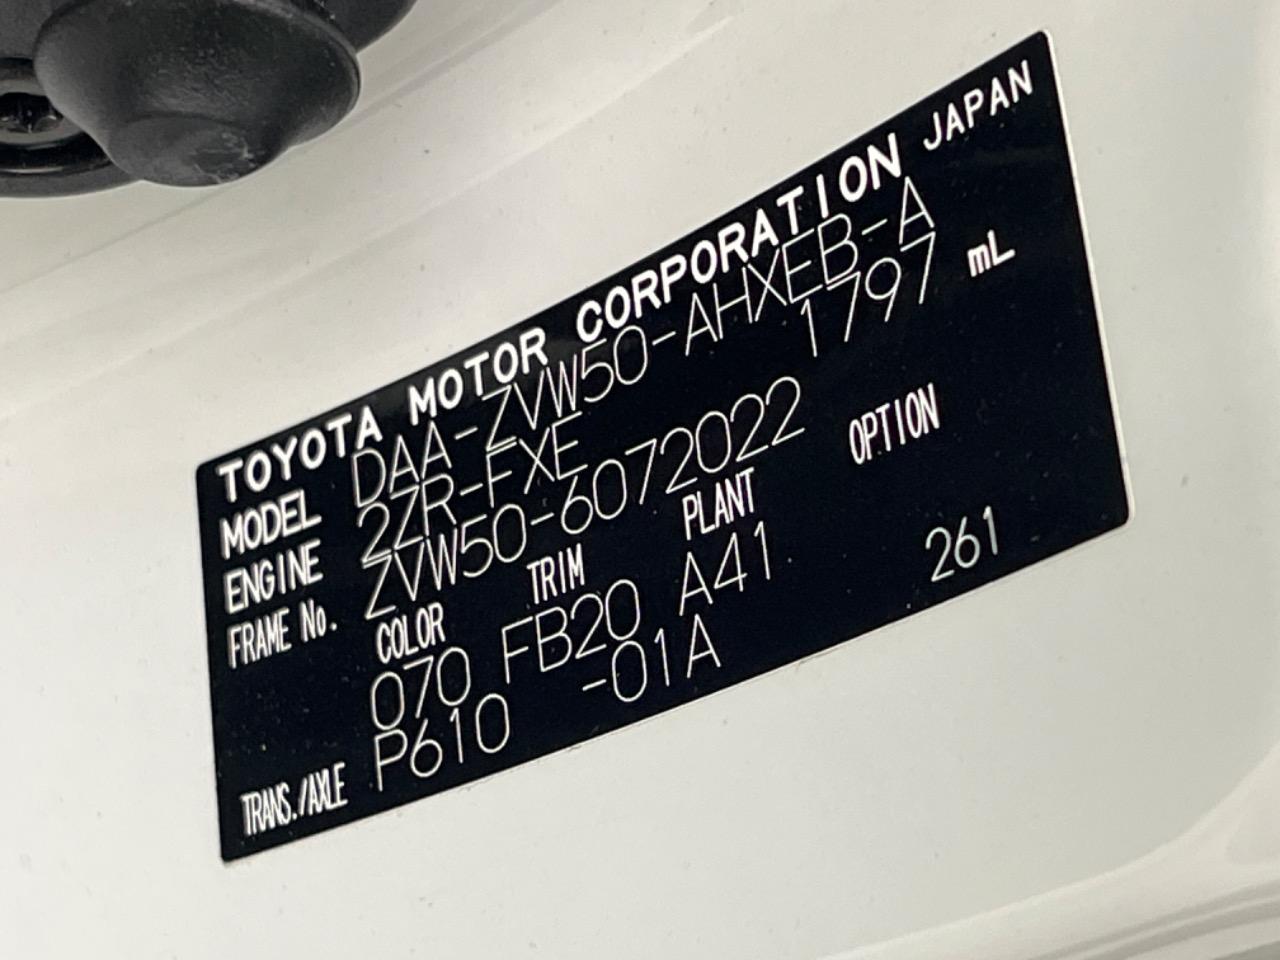 TOYOTA MOTOR CORPORATION JAPAN
MODEL DAA-ZVW50-AHXEB-A
ENGINE 2ZR-FXE 1797 mL
FRAME No. ZVW50-6072022
COLOR TRIM PLANT OPTION
070 FB20 A41 261
TRANS./AXLE P610 -01A